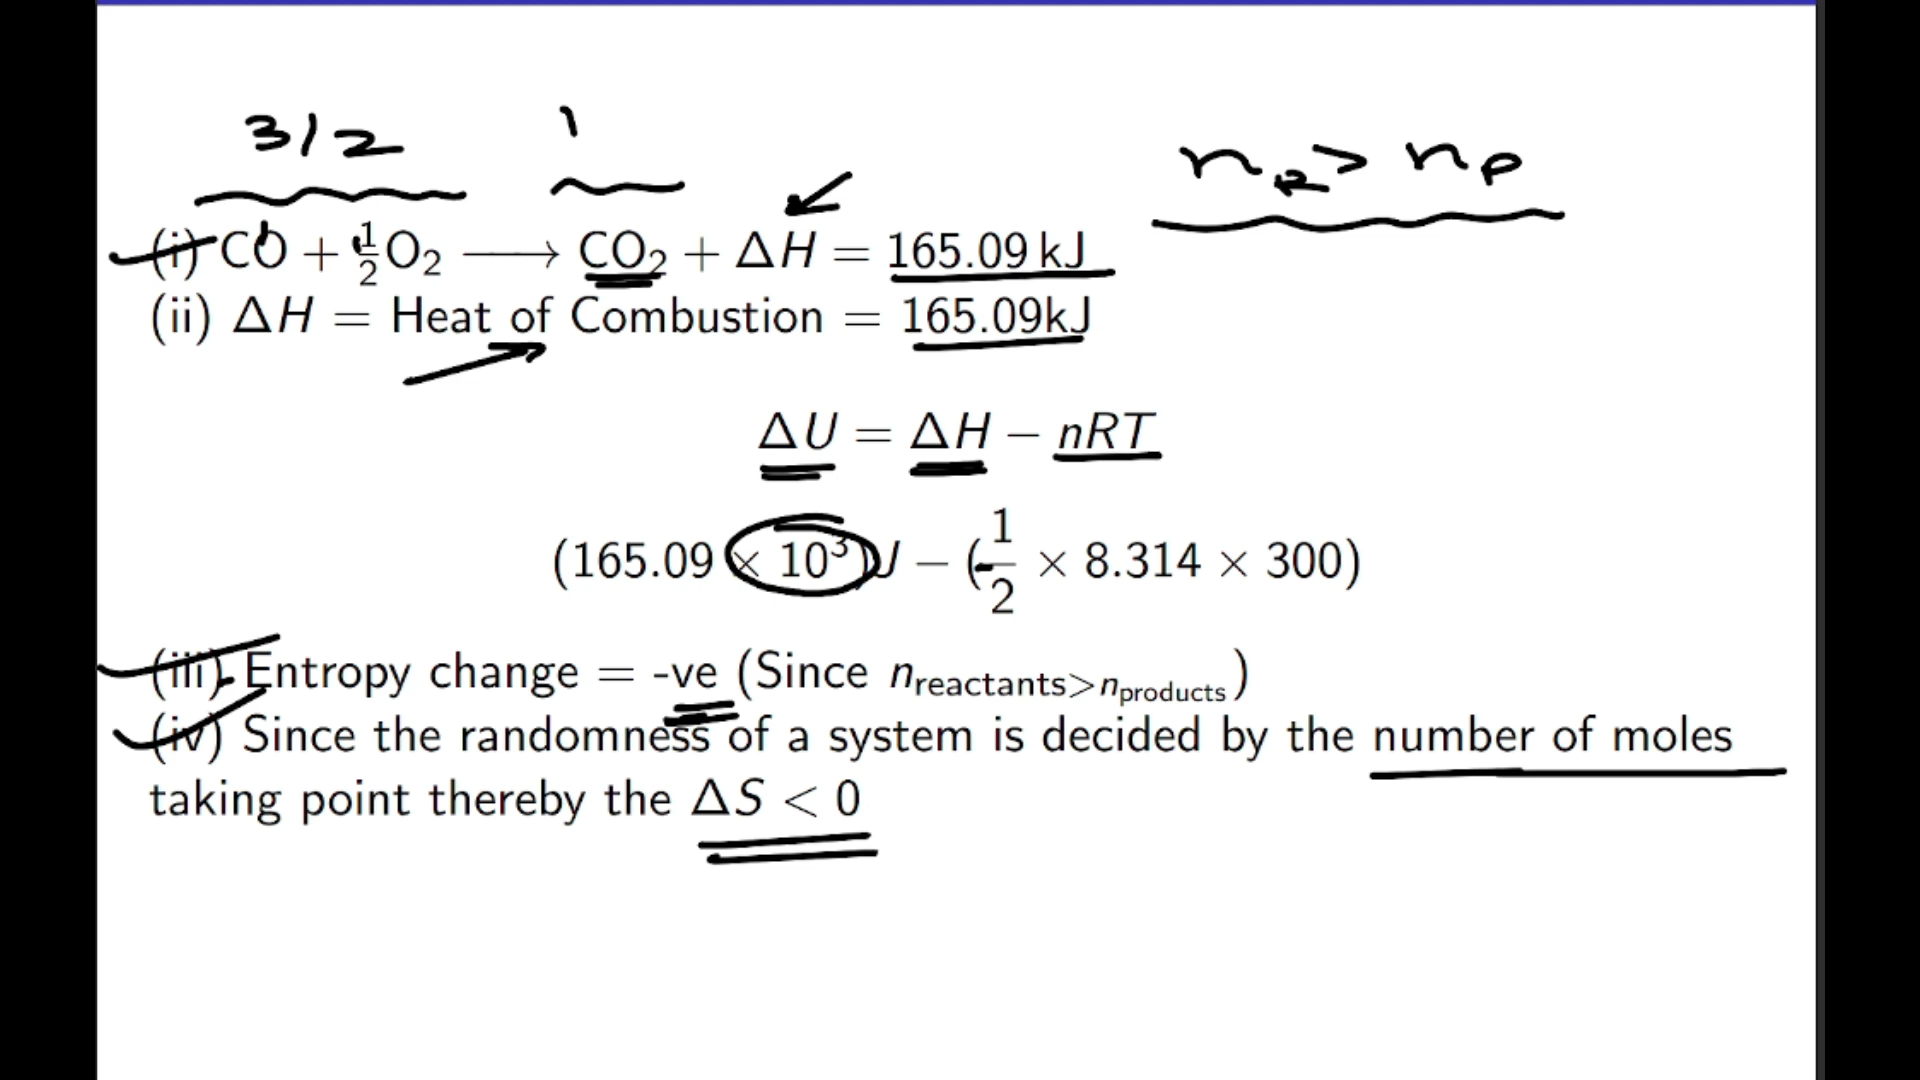 3/2 1
n_R > n_P
(i) CO + 1/2 O₂ ⟶ CO₂ + ΔH = 165.09 kJ
(ii) ΔH = Heat of Combustion = 165.09kJ
ΔU = ΔH − nRT
(165.09 × 10³)J − (-1/2 × 8.314 × 300)
(iii). Entropy change = -ve (Since n_reactants>n_products)
(iv) Since the randomness of a system is decided by the number of moles
taking point thereby the ΔS < 0